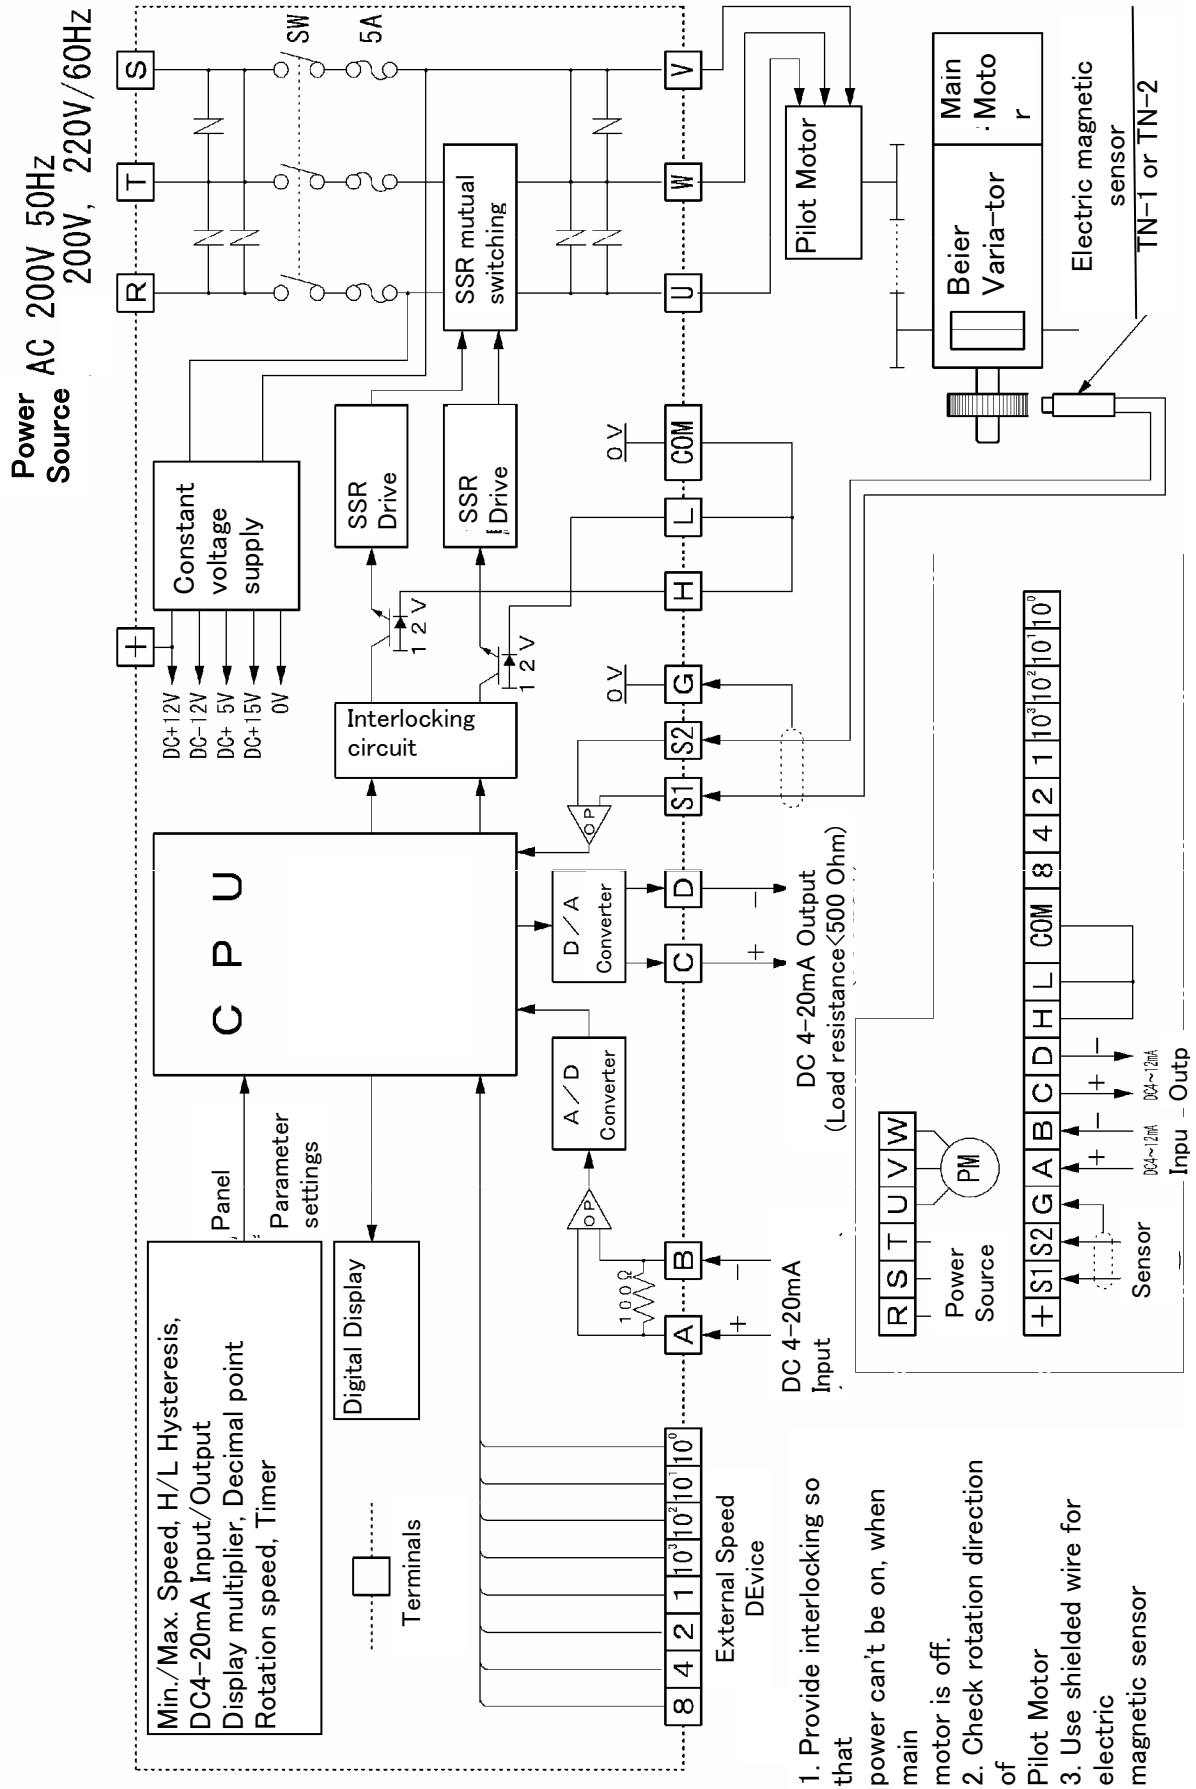 Power
Source
AC 200V 50Hz
200V, 220V/60Hz
R
T
S
SW
5A
Constant
voltage
supply
+
DC+12V
DC-12V
DC+ 5V
DC+15V
0V
SSR
Drive
SSR
Drive
SSR mutual
switching
12V
12V
Interlocking
circuit
C P U
Panel
Parameter
settings
Min./Max. Speed, H/L Hysteresis,
DC4-20mA Input/Output
Display multiplier, Decimal point
Rotation speed, Timer
Digital Display
Terminals
A/D
Converter
D/A
Converter
OP
OP
100Ω
0V
0V
8 4 2 1 10³ 10² 10¹ 10⁰
A B C D S1 S2 G H L COM U W V
External Speed
DEvice
+ −
DC 4-20mA
Input
+ −
DC 4-20mA Output
(Load resistance<500 Ohm)
Pilot Motor
Beier
Varia-tor
Main
Moto
r
Electric magnetic
sensor
TN-1 or TN-2
R S T U V W
Power
Source
PM
+ S1 S2 G A B C D H L COM 8 4 2 1 10³ 10² 10¹ 10⁰
Sensor
+ −
DC4~12mA
Inpu
+ −
DC4~12mA
Outp
1. Provide interlocking so
that
power can't be on, when
main
motor is off.
2. Check rotation direction
of
Pilot Motor
3. Use shielded wire for
electric
magnetic sensor